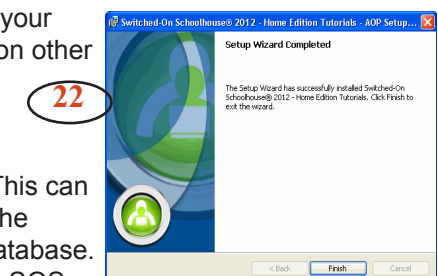 your
on other
22
This can
the
atabase.
SOS
Switched-On Schoolhouse® 2012 - Home Edition Tutorials - AOP Setup...
Setup Wizard Completed
The Setup Wizard has successfully installed Switched-On
Schoolhouse® 2012 - Home Edition Tutorials. Click Finish to
exit the wizard.
< Back Finish Cancel